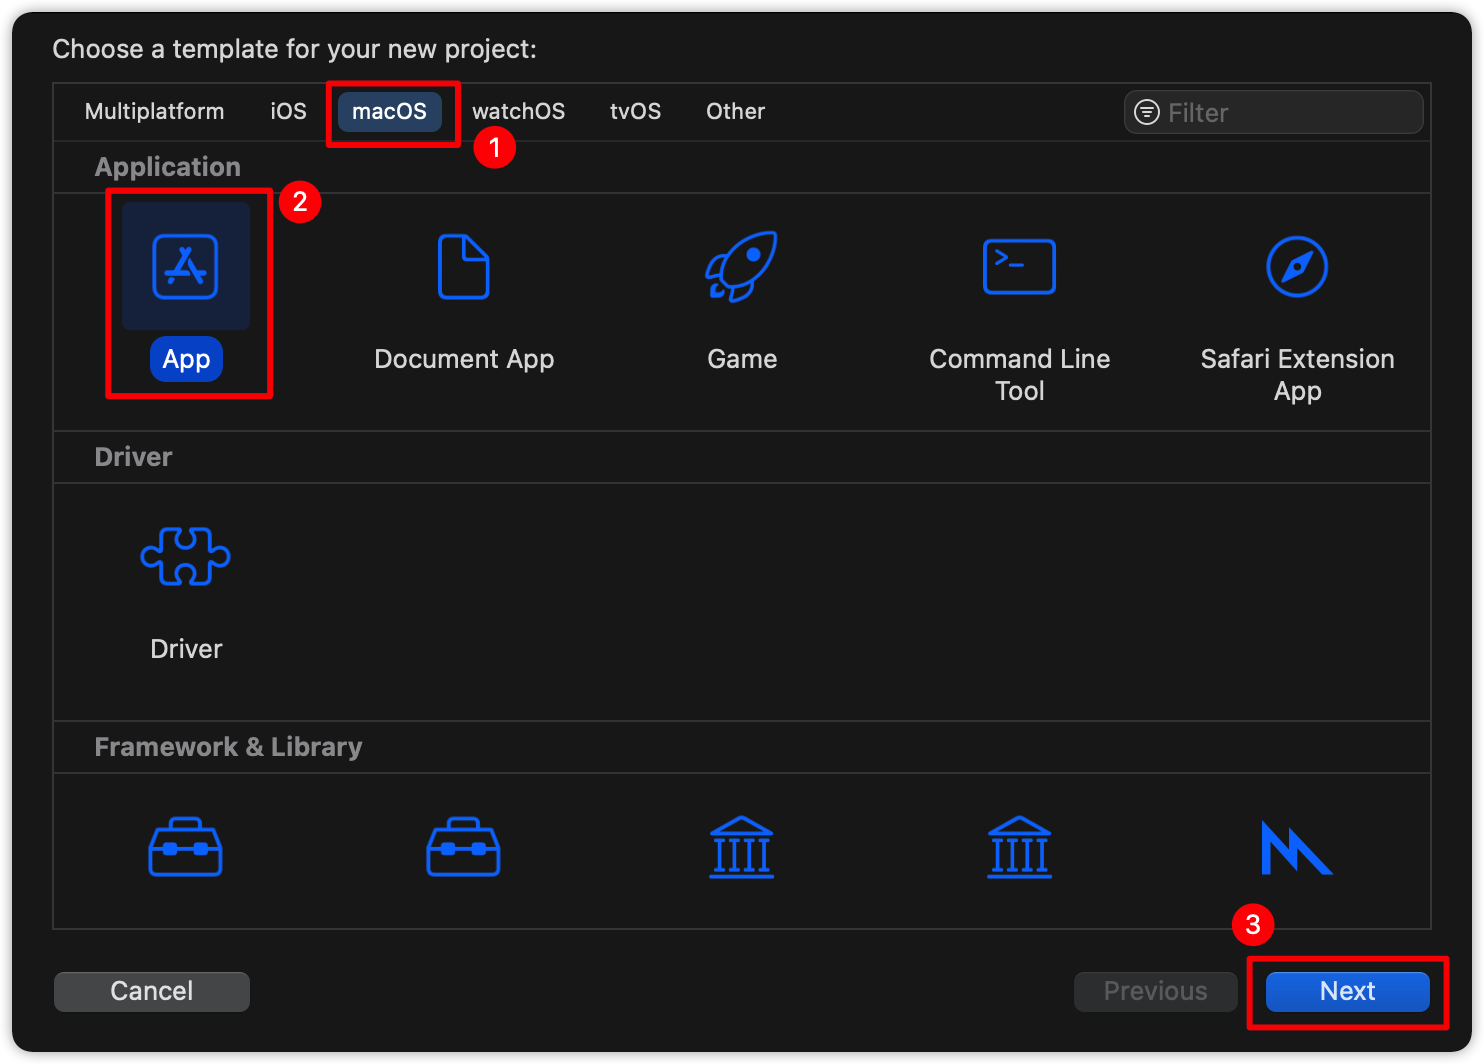 Choose a template for your new project:
Multiplatform iOS macOS watchOS tvOS Other Filter
1
Application
2
App Document App Game Command Line Tool Safari Extension App
Driver
Driver
Framework & Library
3
Cancel Previous Next